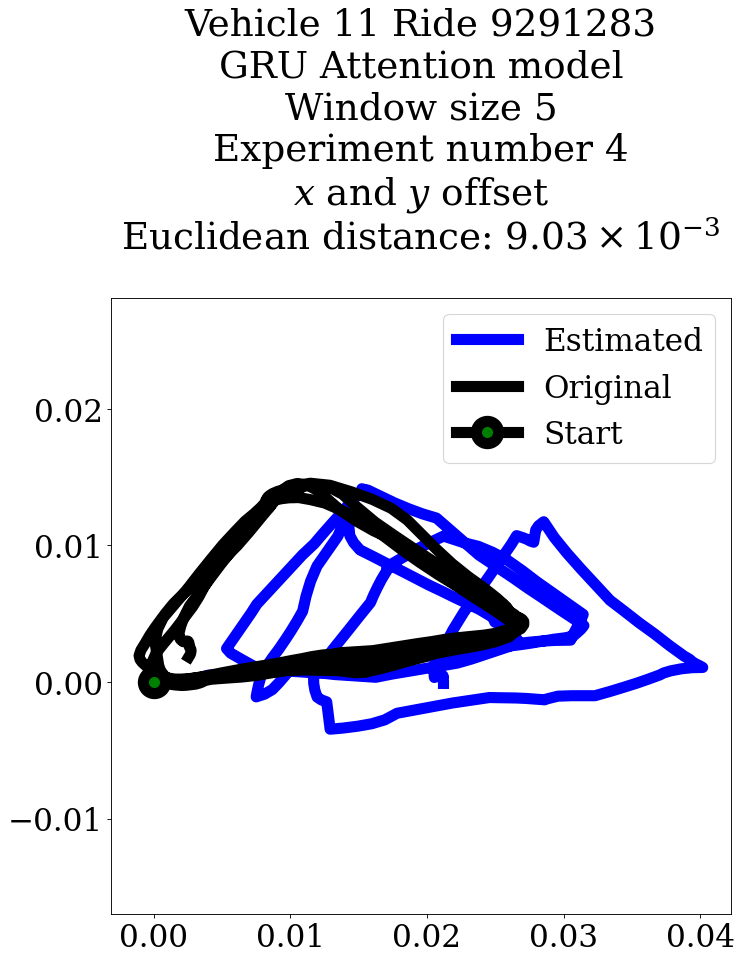 Vehicle 11 Ride 9291283
GRU Attention model
Window size 5
Experiment number 4
x and y offset
Euclidean distance: 9.03 × 10⁻³
Estimated
Original
Start
0.02
0.01
0.00
−0.01
0.00 0.01 0.02 0.03 0.04